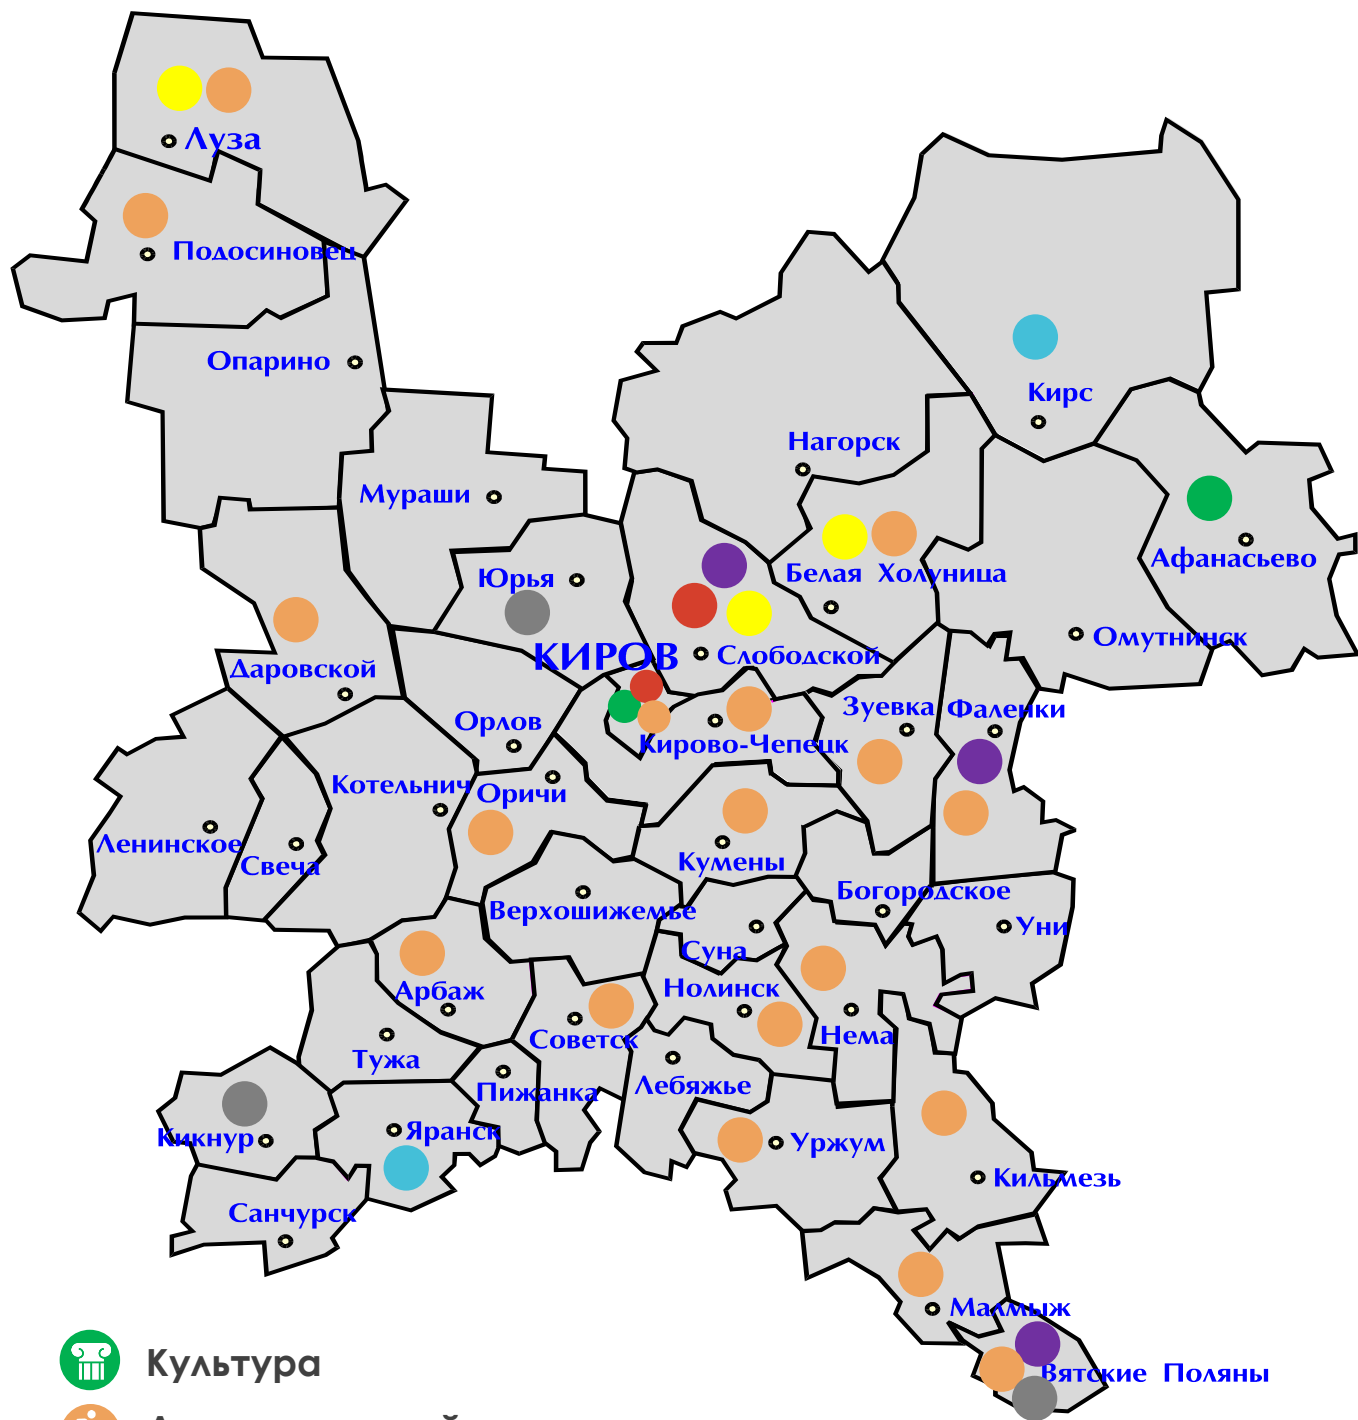 Луза
Подосиновец
Опарино
Кирс
Нагорск
Мураши
Афанасьево
Юрья
Белая Холуница
Омутнинск
КИРОВ
Слободской
Даровской
Орлов
Зуевка
Фаленки
Кирово-Чепецк
Котельнич
Оричи
Ленинское
Свеча
Кумены
Богородское
Верхошижемье
Уни
Суна
Арбаж
Нолинск
Советск
Нема
Тужа
Пижанка
Лебяжье
Кикнур
Яранск
Уржум
Кильмезь
Санчурск
Малмыж
Культура
Вятские Поляны